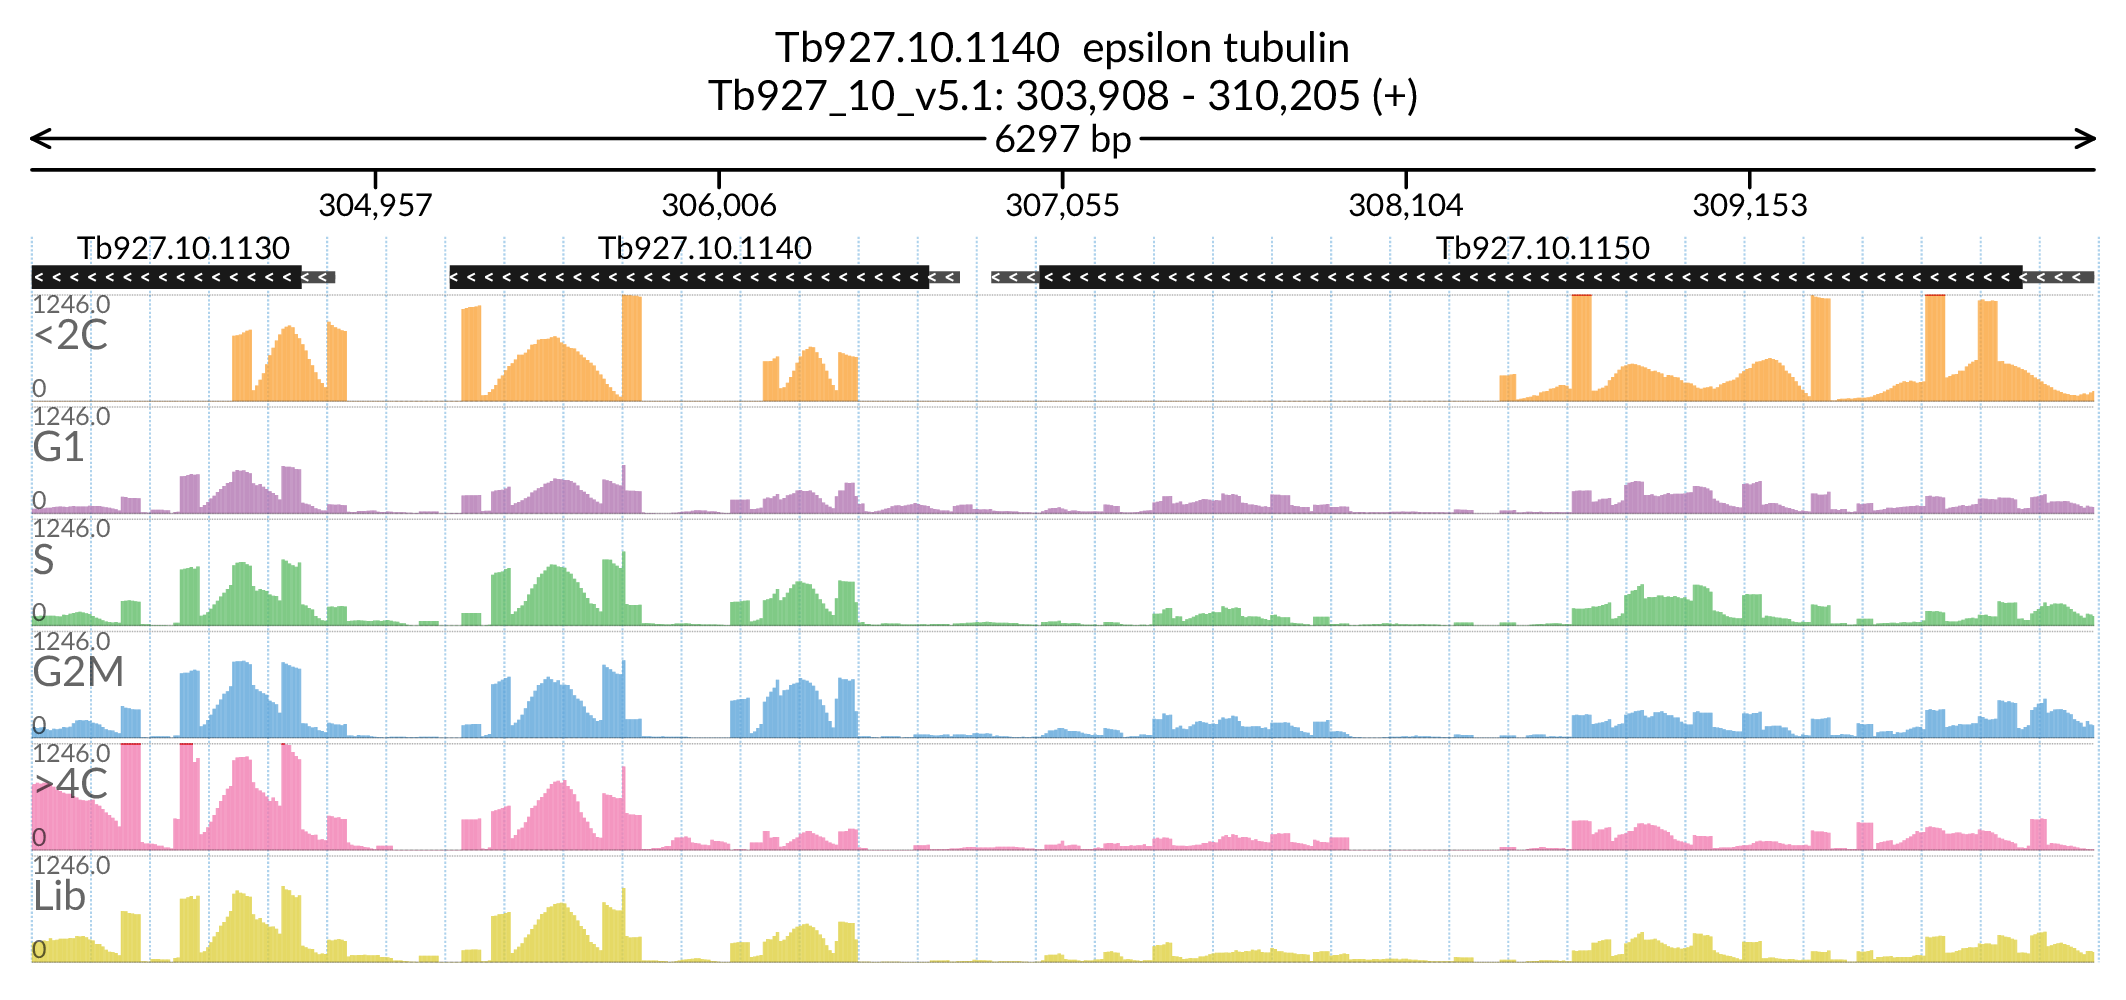 Tb927.10.1140 epsilon tubulin
Tb927_10_v5.1: 303,908 - 310,205 (+)
6297 bp
304,957 306,006 307,055 308,104 309,153
Tb927.10.1130 Tb927.10.1140 Tb927.10.1150
1246.0
<2C
0
1246.0
G1
0
1246.0
S
0
1246.0
G2M
0
1246.0
>4C
0
1246.0
Lib
0